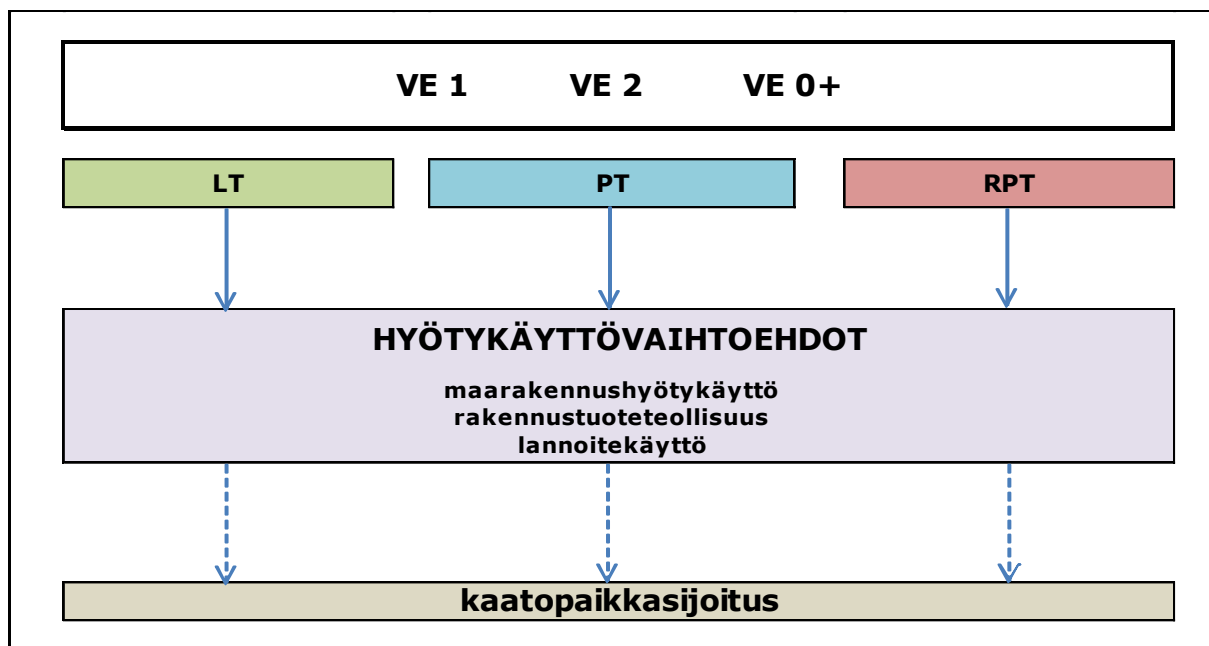 VE 1 VE 2 VE 0+
LT PT RPT
HYÖTYKÄYTTÖVAIHTOEHDOT
maarakennushyötykäyttö
rakennustuoteteollisuus
lannoitekäyttö
kaatopaikkasijoitus